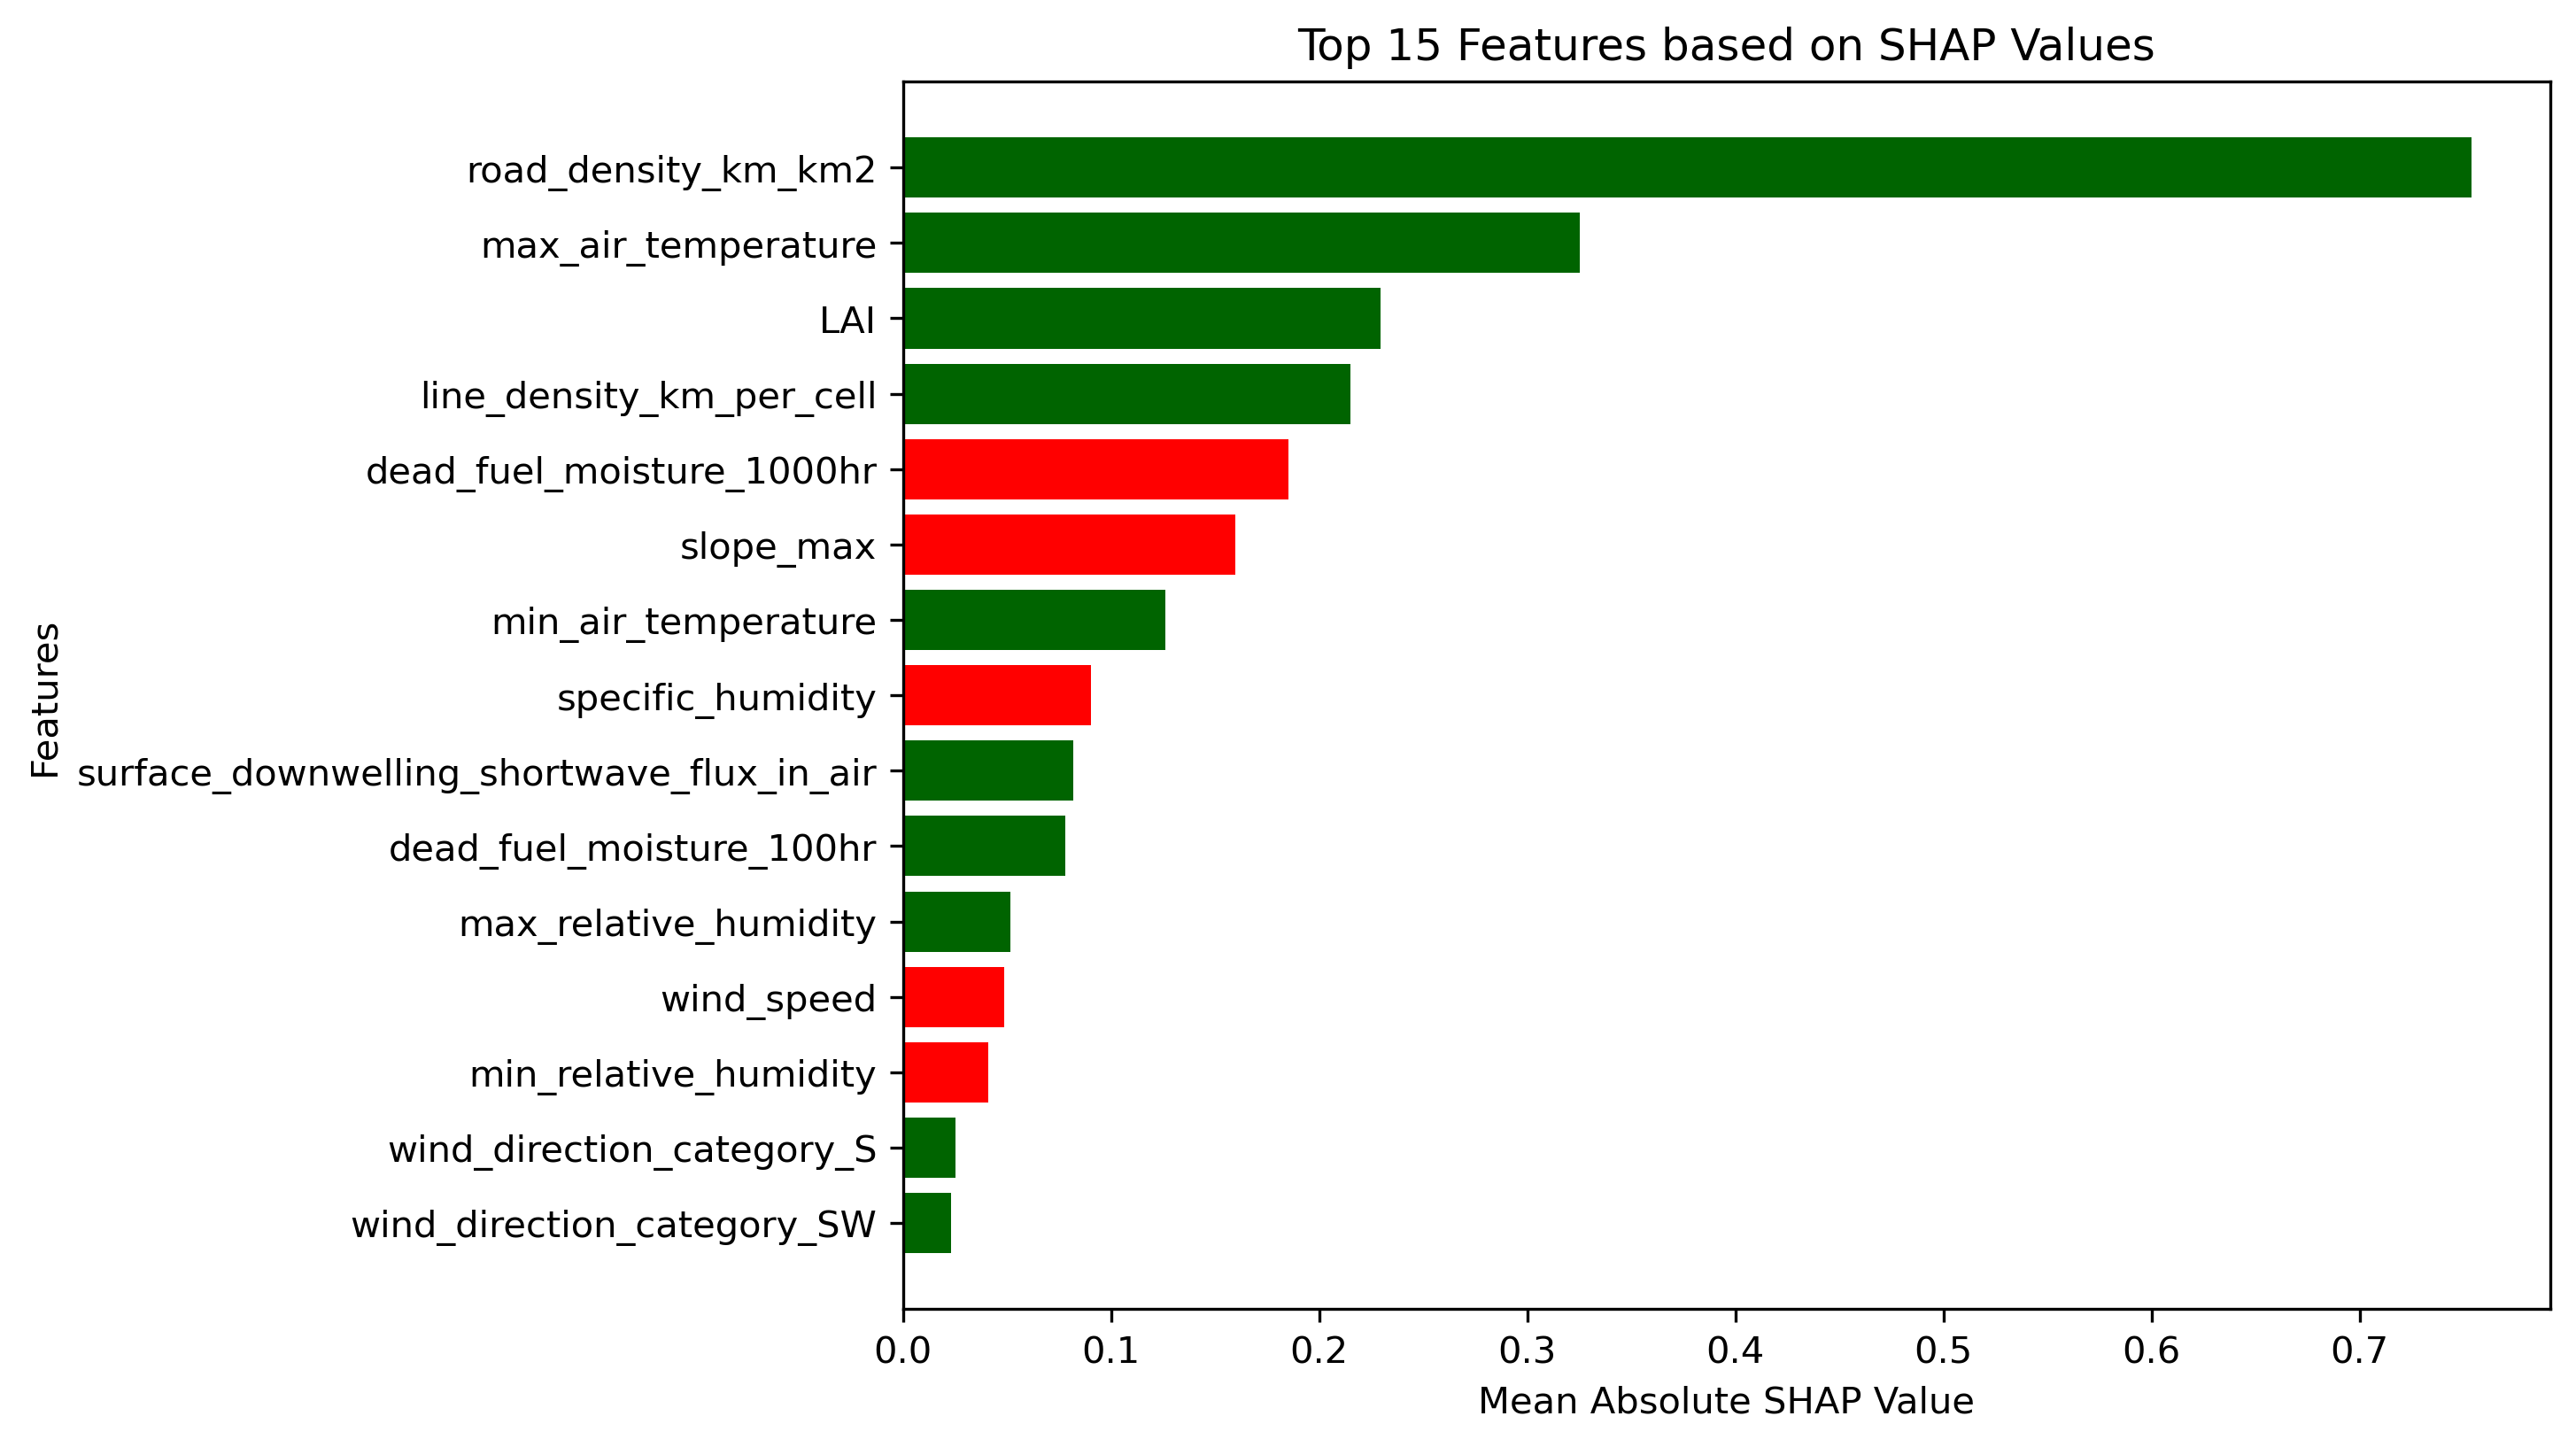 Top 15 Features based on SHAP Values
Features
road_density_km_km2
max_air_temperature
LAI
line_density_km_per_cell
dead_fuel_moisture_1000hr
slope_max
min_air_temperature
specific_humidity
surface_downwelling_shortwave_flux_in_air
dead_fuel_moisture_100hr
max_relative_humidity
wind_speed
min_relative_humidity
wind_direction_category_S
wind_direction_category_SW
0.0 0.1 0.2 0.3 0.4 0.5 0.6 0.7
Mean Absolute SHAP Value